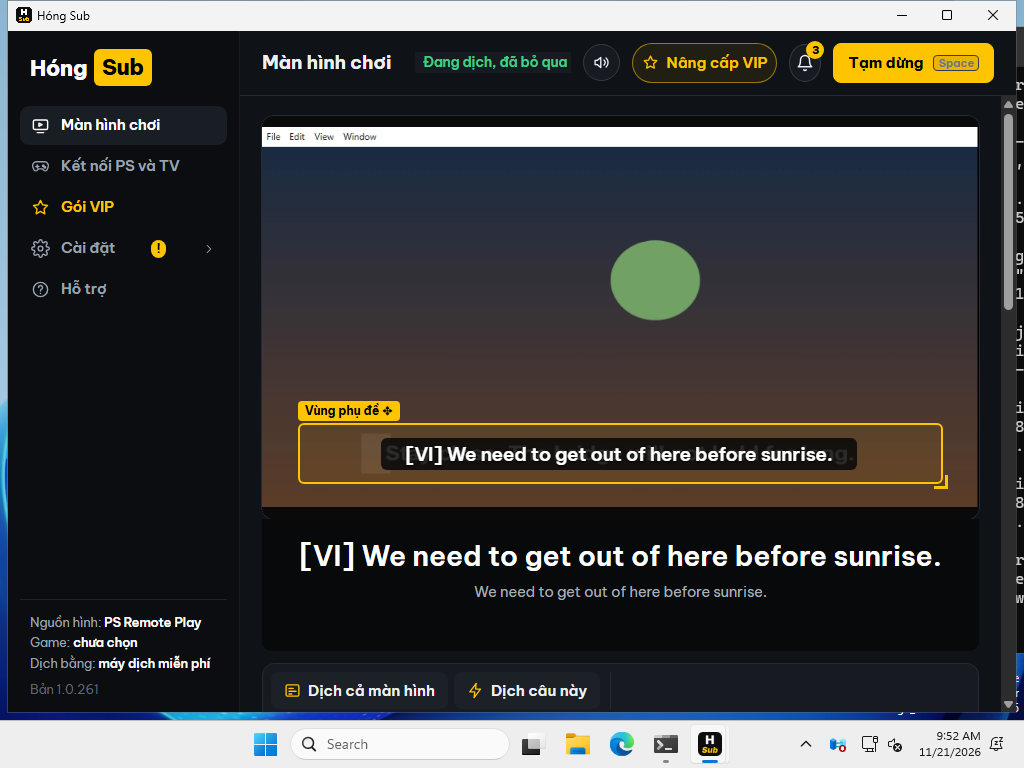 Hóng Sub
Hóng Sub
Màn hình chơi
Đang dịch, đã bỏ qua
Nâng cấp VIP
3
Tạm dừng Space
Màn hình chơi
Kết nối PS và TV
Gói VIP
Cài đặt !
Hỗ trợ
File Edit View Window
Vùng phụ đề
[VI] We need to get out of here before sunrise.
[VI] We need to get out of here before sunrise.
We need to get out of here before sunrise.
Dịch cả màn hình
Dịch câu này
Nguồn hình: PS Remote Play
Game: chưa chọn
Dịch bằng: máy dịch miễn phí
Bản 1.0.261
H
Sub
Search
9:52 AM
11/21/2026